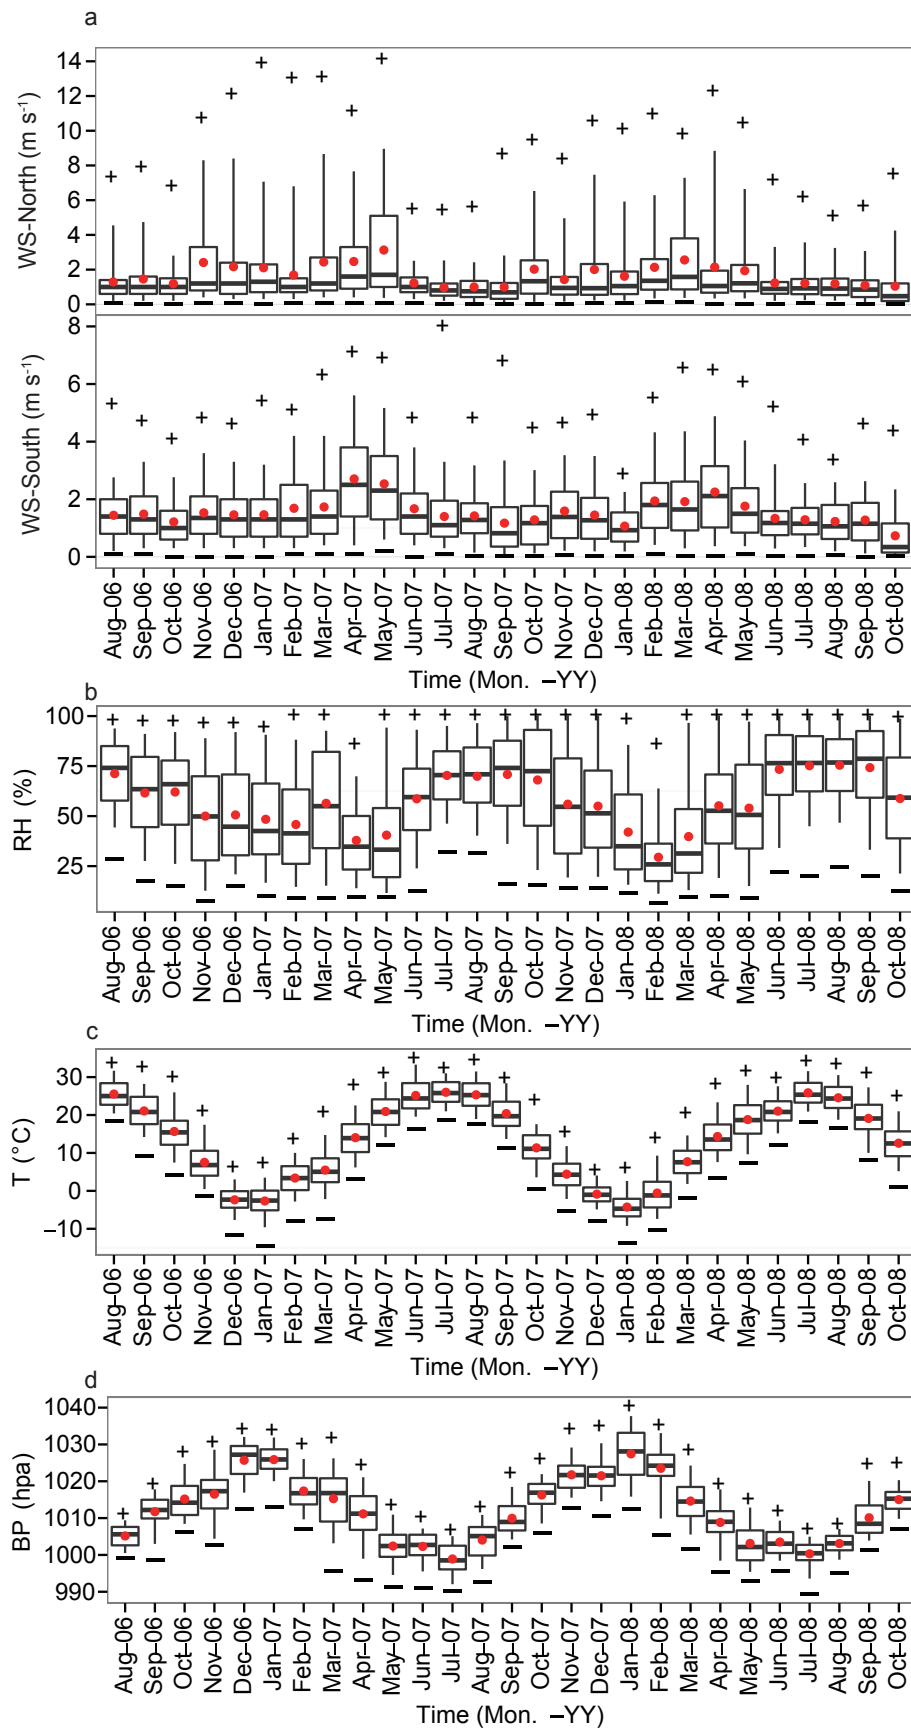 a
14
12
10
8
6
4
2
0
WS-North (m s-1)
8
6
4
2
0
WS-South (m s-1)
Aug–06 Sep–06 Oct–06 Nov–06 Dec–06 Jan–07 Feb–07 Mar–07 Apr–07 May–07 Jun–07 Jul–07 Aug–07 Sep–07 Oct–07 Nov–07 Dec–07 Jan–08 Feb–08 Mar–08 Apr–08 May–08 Jun–08 Jul–08 Aug–08 Sep–08 Oct–08
Time (Mon. –YY)
b
100
75
50
25
RH (%)
Aug–06 Sep–06 Oct–06 Nov–06 Dec–06 Jan–07 Feb–07 Mar–07 Apr–07 May–07 Jun–07 Jul–07 Aug–07 Sep–07 Oct–07 Nov–07 Dec–07 Jan–08 Feb–08 Mar–08 Apr–08 May–08 Jun–08 Jul–08 Aug–08 Sep–08 Oct–08
Time (Mon. –YY)
c
30
20
10
0
–10
T (°C)
Aug–06 Sep–06 Oct–06 Nov–06 Dec–06 Jan–07 Feb–07 Mar–07 Apr–07 May–07 Jun–07 Jul–07 Aug–07 Sep–07 Oct–07 Nov–07 Dec–07 Jan–08 Feb–08 Mar–08 Apr–08 May–08 Jun–08 Jul–08 Aug–08 Sep–08 Oct–08
Time (Mon. –YY)
d
1040
1030
1020
1010
1000
990
BP (hpa)
Aug–06 Sep–06 Oct–06 Nov–06 Dec–06 Jan–07 Feb–07 Mar–07 Apr–07 May–07 Jun–07 Jul–07 Aug–07 Sep–07 Oct–07 Nov–07 Dec–07 Jan–08 Feb–08 Mar–08 Apr–08 May–08 Jun–08 Jul–08 Aug–08 Sep–08 Oct–08
Time (Mon. –YY)